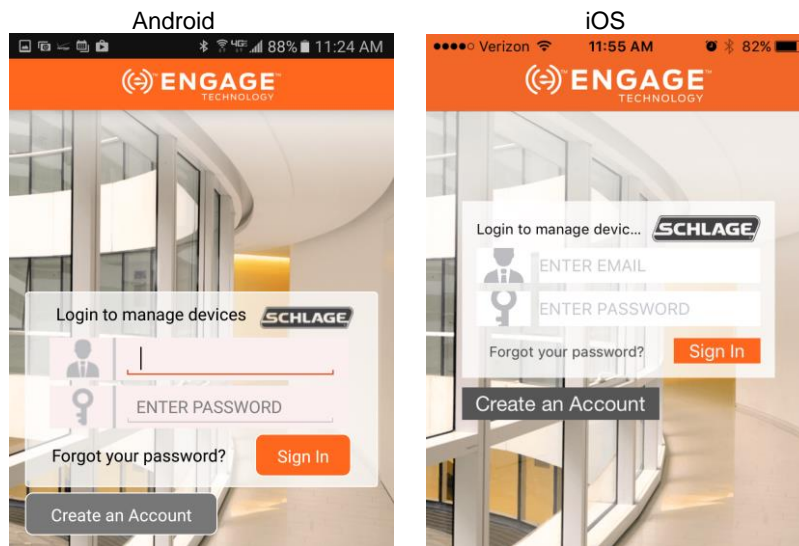 Android
88% 11:24 AM
ENGAGE™
TECHNOLOGY
Login to manage devices SCHLAGE
ENTER PASSWORD
Forgot your password? Sign In
Create an Account
iOS
Verizon 11:55 AM 82%
ENGAGE™
TECHNOLOGY
Login to manage devic... SCHLAGE
ENTER EMAIL
ENTER PASSWORD
Forgot your password? Sign In
Create an Account